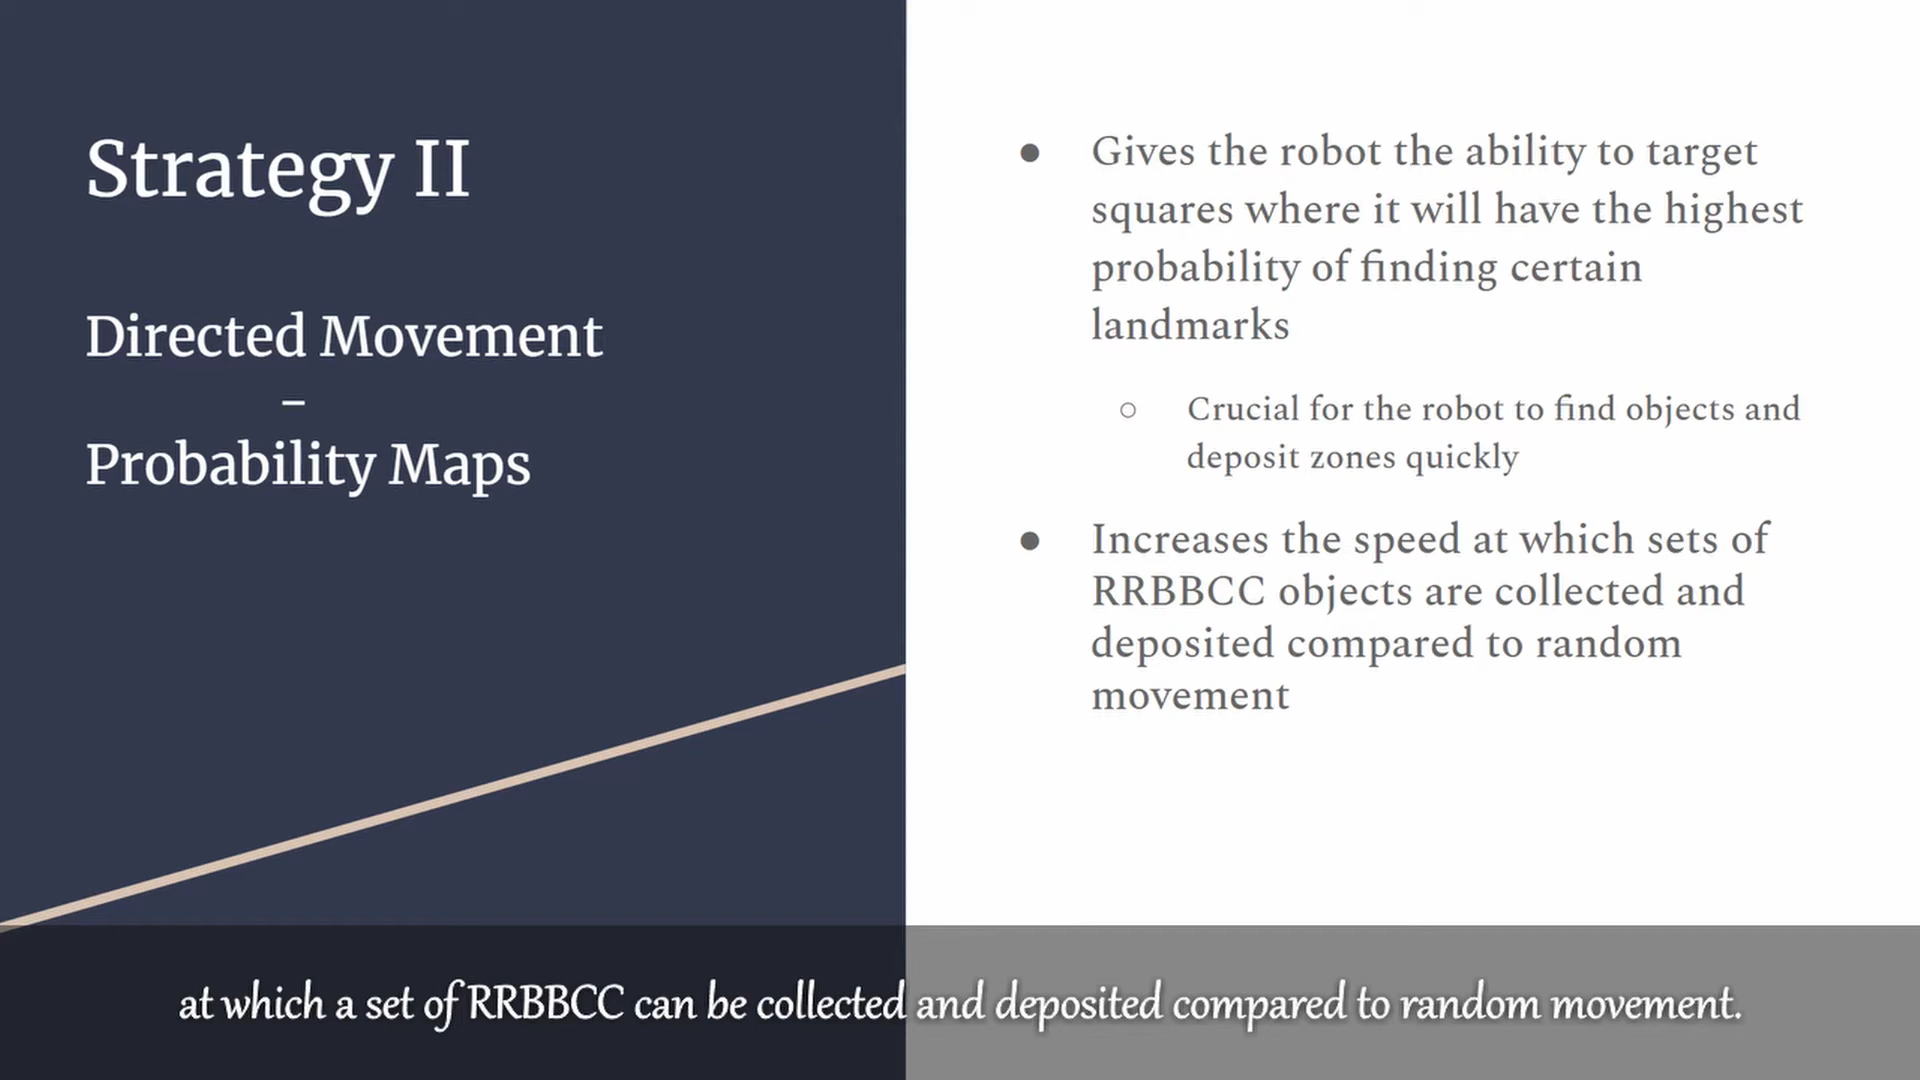 Strategy II
Directed Movement
–
Probability Maps
● Gives the robot the ability to target
squares where it will have the highest
probability of finding certain
landmarks
○ Crucial for the robot to find objects and
deposit zones quickly
● Increases the speed at which sets of
RRBBCC objects are collected and
deposited compared to random
movement
at which a set of RRBBCC can be collected and deposited compared to random movement.